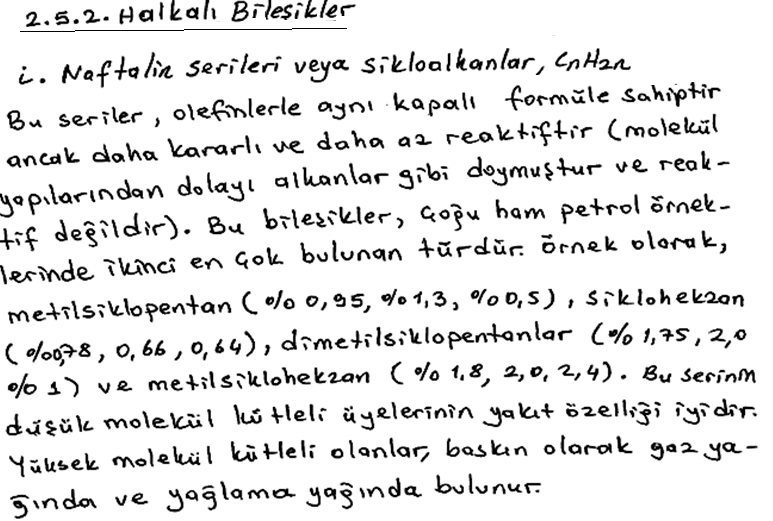 2.5.2. Halkalı Bileşikler
i. Naftalin serileri veya sikloalkanlar, CnH2n
Bu seriler, olefinlerle aynı kapalı formüle sahiptir
ancak daha kararlı ve daha az reaktiftir (molekül
yapılarından dolayı alkanlar gibi doymuştur ve reak-
tif değildir). Bu bileşikler, çoğu ham petrol örnek-
lerinde ikinci en çok bulunan türdür. Örnek olarak,
metilsiklopentan (%0,95, %1,3, %0,5), siklohekzan
(%0,78, 0,66, 0,64), dimetilsiklopentanlar (%1,75, 2,0
%1) ve metilsiklohekzan (%1,8, 2,0, 2,4). Bu serinin
düşük molekül kütleli üyelerinin yakıt özelliği iyidir.
Yüksek molekül kütleli olanlar, baskın olarak gaz ya-
ğında ve yağlama yağında bulunur.